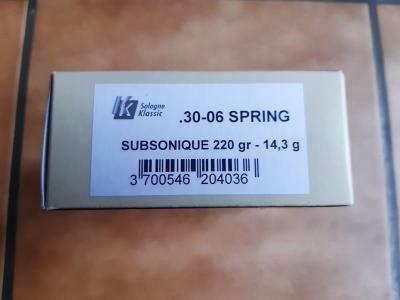 Sologne
Klassic
.30-06 SPRING
SUBSONIQUE 220 gr - 14,3 g
3 700546 204036